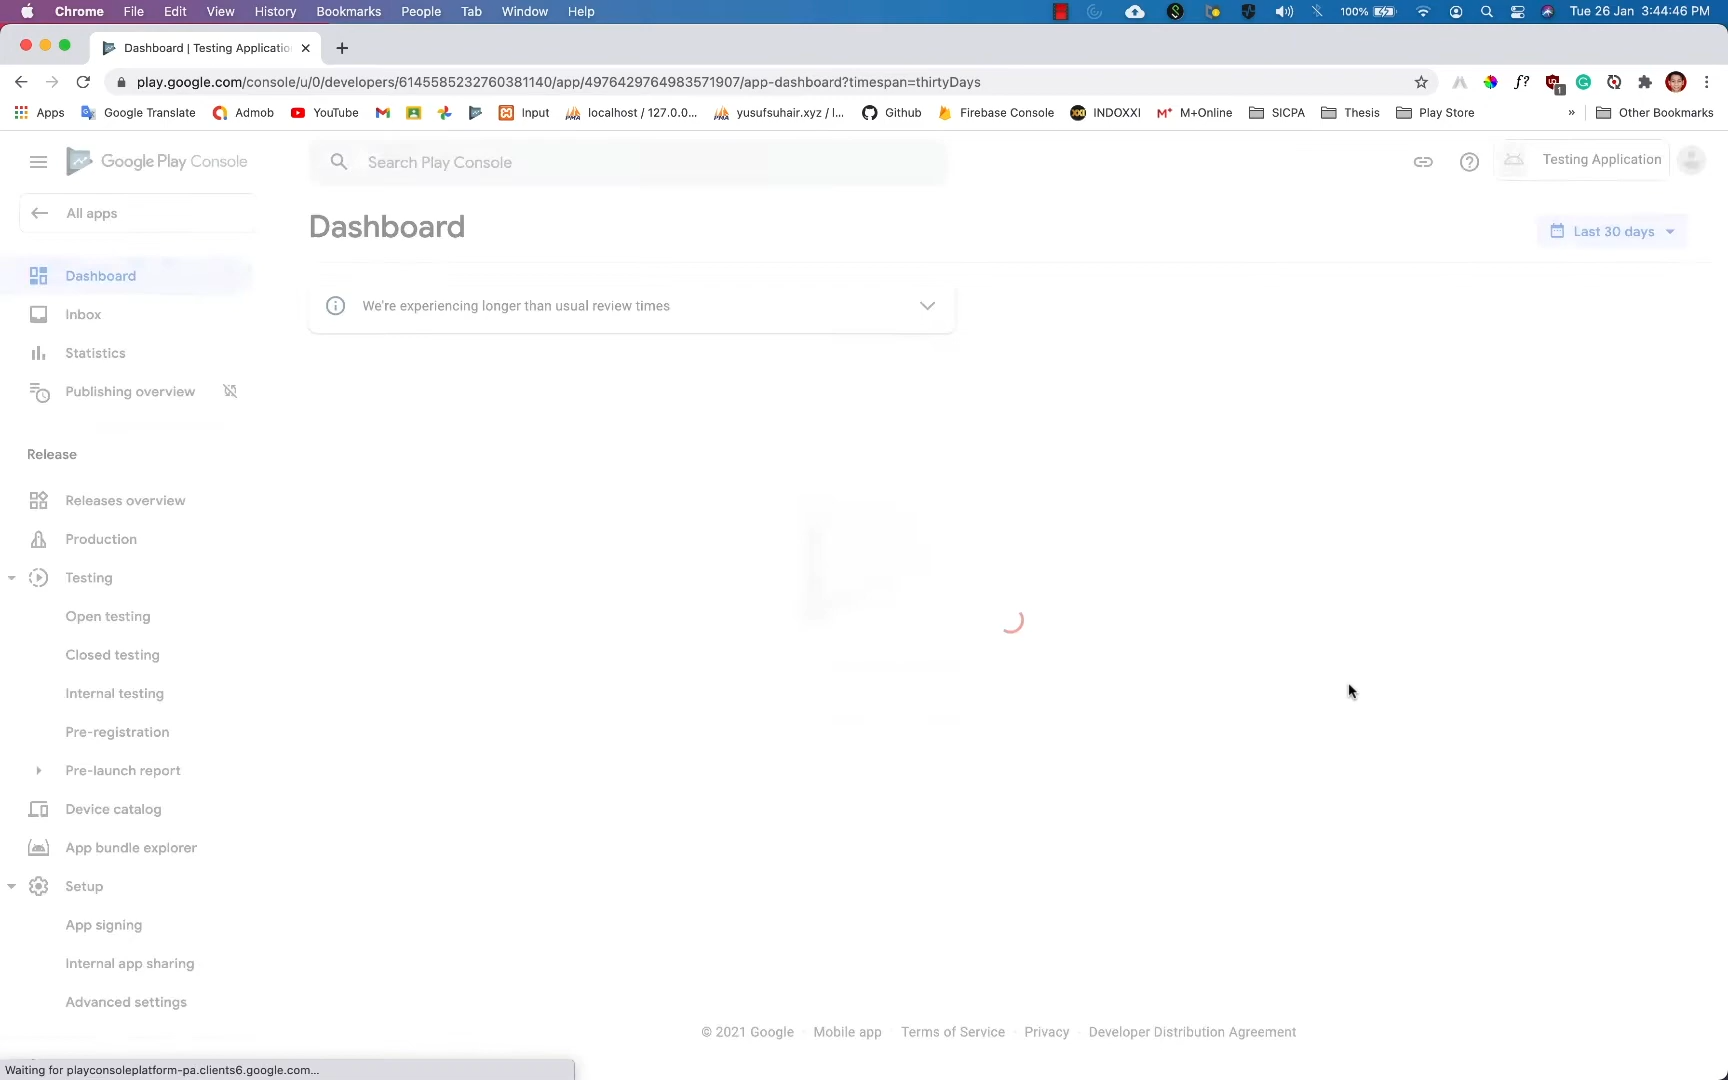 Chrome File Edit View History Bookmarks People Tab Window Help 100% Tue 26 Jan 3:44:46 PM
Dashboard | Testing Applicatio
play.google.com/console/u/0/developers/6145585232760381140/app/4976429764983571907/app-dashboard?timespan=thirtyDays
Apps Google Translate Admob YouTube Input localhost / 127.0.0... yusufsuhair.xyz / l... Github Firebase Console INDOXXI M+Online SICPA Thesis Play Store » Other Bookmarks
Google Play Console
Search Play Console
Testing Application
All apps
Dashboard
Last 30 days
Dashboard
We're experiencing longer than usual review times
Inbox
Statistics
Publishing overview
Release
Releases overview
Production
Testing
Open testing
Closed testing
Internal testing
Pre-registration
Pre-launch report
Device catalog
App bundle explorer
Setup
App signing
Internal app sharing
Advanced settings
© 2021 Google · Mobile app · Terms of Service · Privacy · Developer Distribution Agreement
Waiting for playconsoleplatform-pa.clients6.google.com...